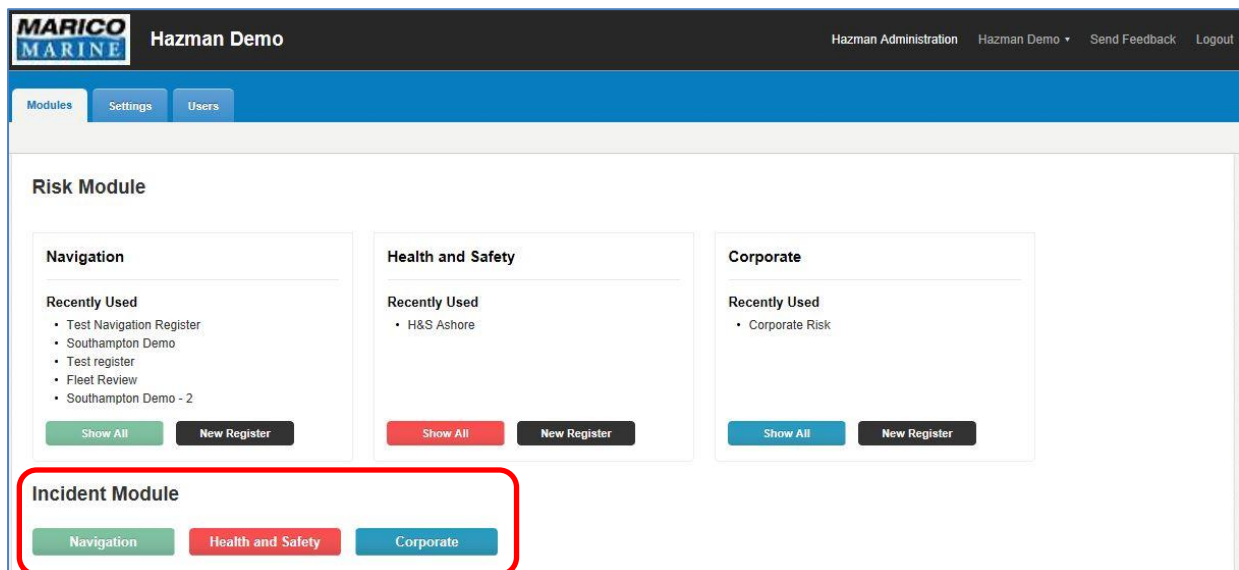 MARICO
MARINE
Hazman Demo
Hazman Administration Hazman Demo Send Feedback Logout
Modules Settings Users
Risk Module
Navigation
Recently Used
• Test Navigation Register
• Southampton Demo
• Test register
• Fleet Review
• Southampton Demo - 2
Show All New Register
Health and Safety
Recently Used
• H&S Ashore
Show All New Register
Corporate
Recently Used
• Corporate Risk
Show All New Register
Incident Module
Navigation Health and Safety Corporate